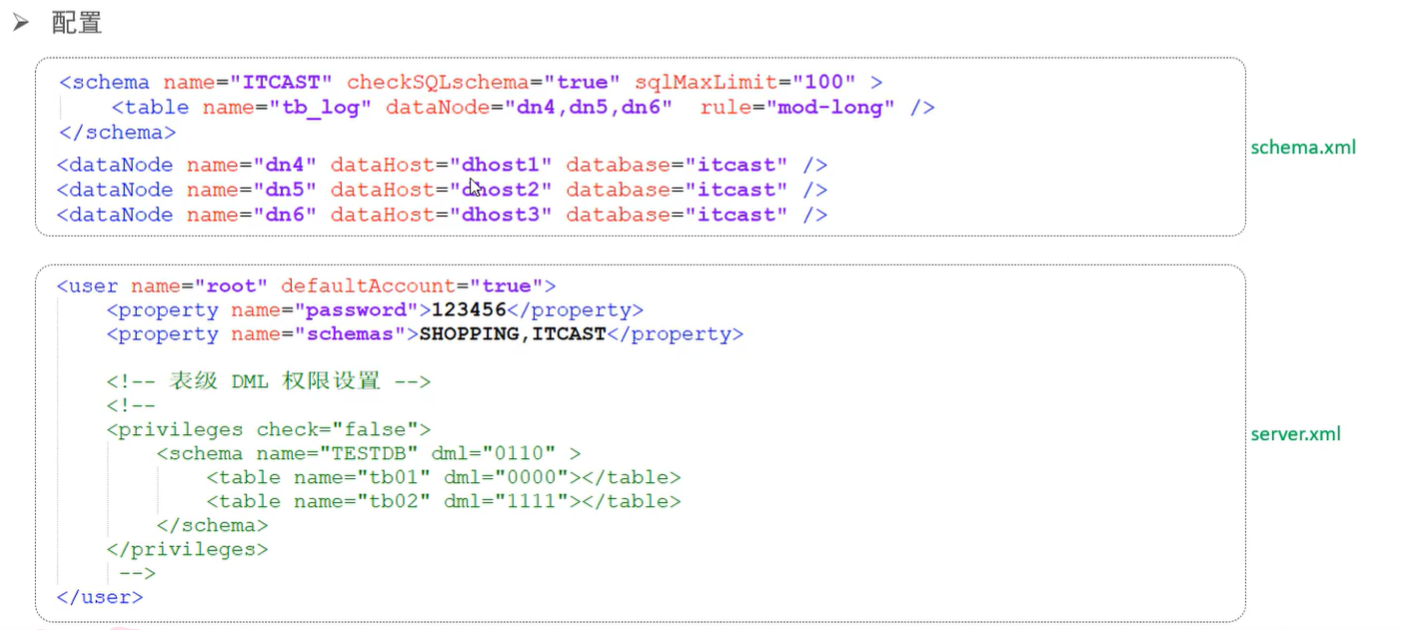 ➢ 配置
<schema name="ITCAST" checkSQLschema="true" sqlMaxLimit="100" >
<table name="tb_log" dataNode="dn4,dn5,dn6" rule="mod-long" />
</schema>
<dataNode name="dn4" dataHost="dhost1" database="itcast" />
<dataNode name="dn5" dataHost="dhost2" database="itcast" />
<dataNode name="dn6" dataHost="dhost3" database="itcast" />
schema.xml
<user name="root" defaultAccount="true">
<property name="password">123456</property>
<property name="schemas">SHOPPING,ITCAST</property>
<!-- 表级 DML 权限设置 -->
<!--
<privileges check="false">
<schema name="TESTDB" dml="0110" >
<table name="tb01" dml="0000"></table>
<table name="tb02" dml="1111"></table>
</schema>
</privileges>
-->
</user>
server.xml